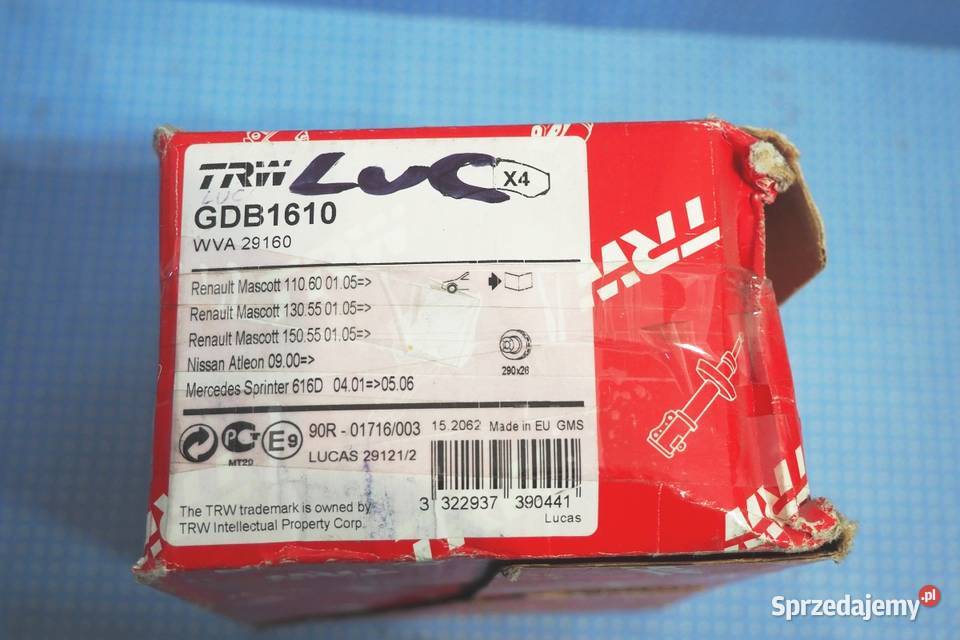 TRW LUC X4
LUC
GDB1610
WVA 29160
Renault Mascott 110.60 01.05=>
Renault Mascott 130.55 01.05=>
Renault Mascott 150.55 01.05=>
Nissan Atleon 09.00=>
Mercedes Sprinter 616D 04.01=>05.06
290x26
90R - 01716/003 15.2062 Made in EU GMS
E9
MT20
LUCAS 29121/2
3 322937 390441
Lucas
The TRW trademark is owned by
TRW Intellectual Property Corp.
TRW
TRW
Sprzedajemy.pl